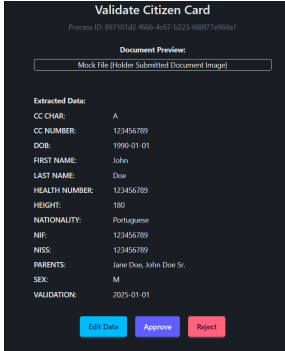 Validate Citizen Card
Process ID: 897101d2-f666-4c67-b223-688f77e969a1
Document Preview:
Mock File (Holder Submitted Document Image)
Extracted Data:
CC CHAR: A
CC NUMBER: 123456789
DOB: 1990-01-01
FIRST NAME: John
LAST NAME: Doe
HEALTH NUMBER: 123456789
HEIGHT: 180
NATIONALITY: Portuguese
NIF: 123456789
NISS: 123456789
PARENTS: Jane Doe, John Doe Sr.
SEX: M
VALIDATION: 2025-01-01
Edit Data Approve Reject